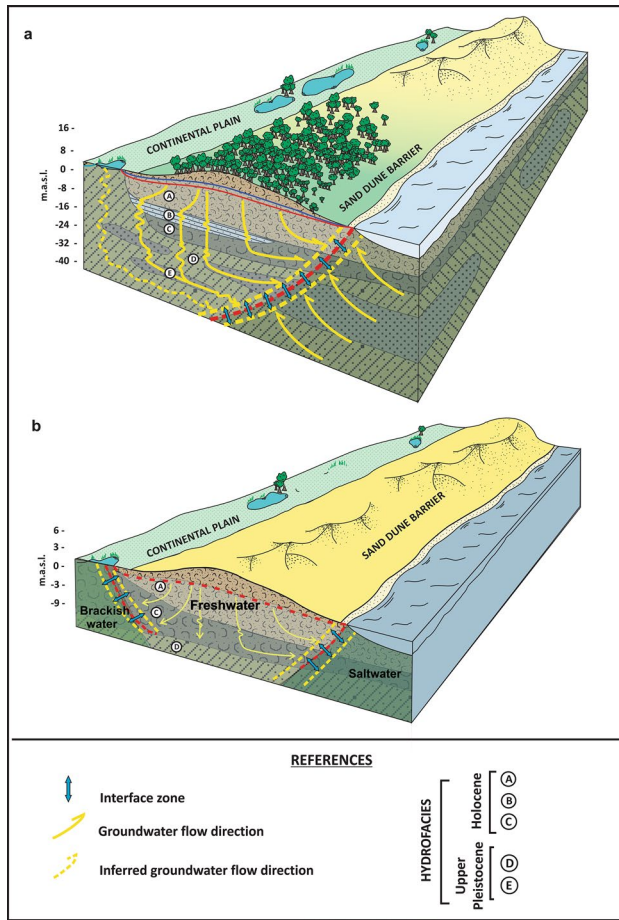 a
CONTINENTAL PLAIN
SAND DUNE BARRIER
m.a.s.l.
16 -
8 -
0 -
-8 -
-16 -
-24 -
-32 -
-40 -
A
B
C
D
E
b
CONTINENTAL PLAIN
SAND DUNE BARRIER
m.a.s.l.
6 -
3 -
0 -
-3 -
-9 -
A
Freshwater
Brackish
water
C
D
Saltwater
REFERENCES
Interface zone
Groundwater flow direction
Inferred groundwater flow direction
HYDROFACIES
Holocene
A
B
C
Upper
Pleistocene
D
E